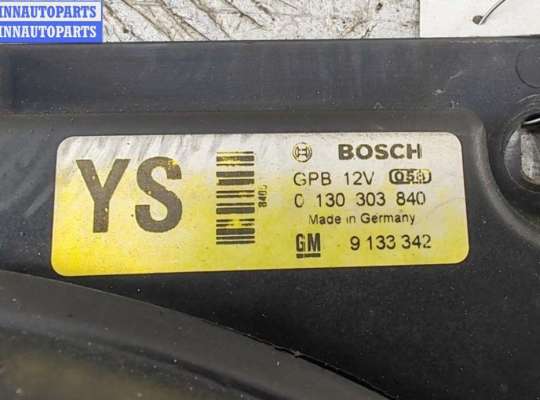 INNAUTOPARTS
INNAUTOPARTS
YS
BOSCH
GPB 12V
0 130 303 840
Made in Germany
GM 9 133 342